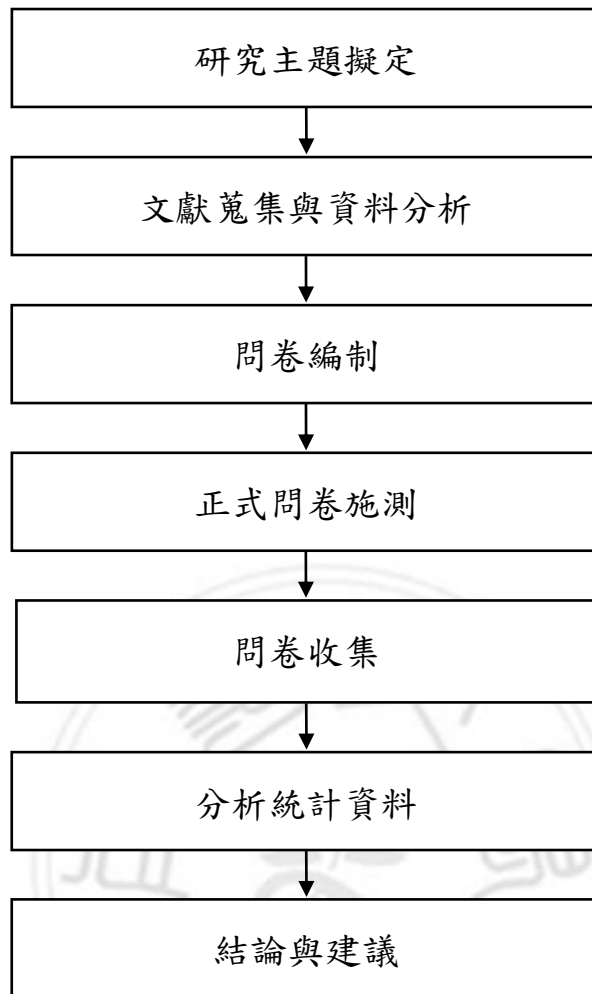 研究主題擬定
文獻蒐集與資料分析
問卷編制
正式問卷施測
問卷收集
分析統計資料
結論與建議